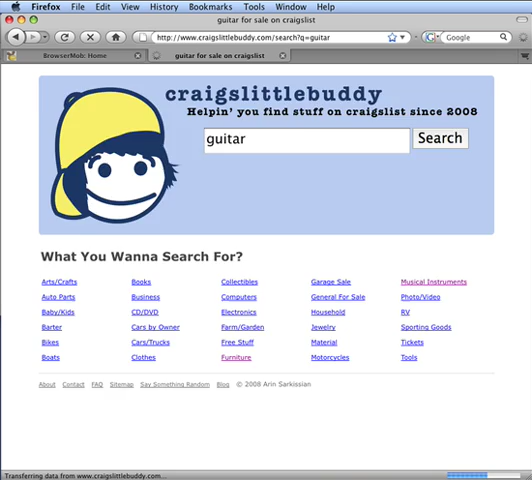 Firefox File Edit View History Bookmarks Tools Window Help
guitar for sale on craigslist
http://www.craigslittlebuddy.com/search?q=guitar
Google
BrowserMob: Home
guitar for sale on craigslist
craigslittlebuddy
Helpin' you find stuff on craigslist since 2008
guitar
Search
What You Wanna Search For?
Arts/Crafts Books Collectibles Garage Sale Musical Instruments
Auto Parts Business Computers General For Sale Photo/Video
Baby/Kids CD/DVD Electronics Household RV
Barter Cars by Owner Farm/Garden Jewelry Sporting Goods
Bikes Cars/Trucks Free Stuff Material Tickets
Boats Clothes Furniture Motorcycles Tools
About Contact FAQ Sitemap Say Something Random Blog © 2008 Arin Sarkissian
Transferring data from www.craigslittlebuddy.com...